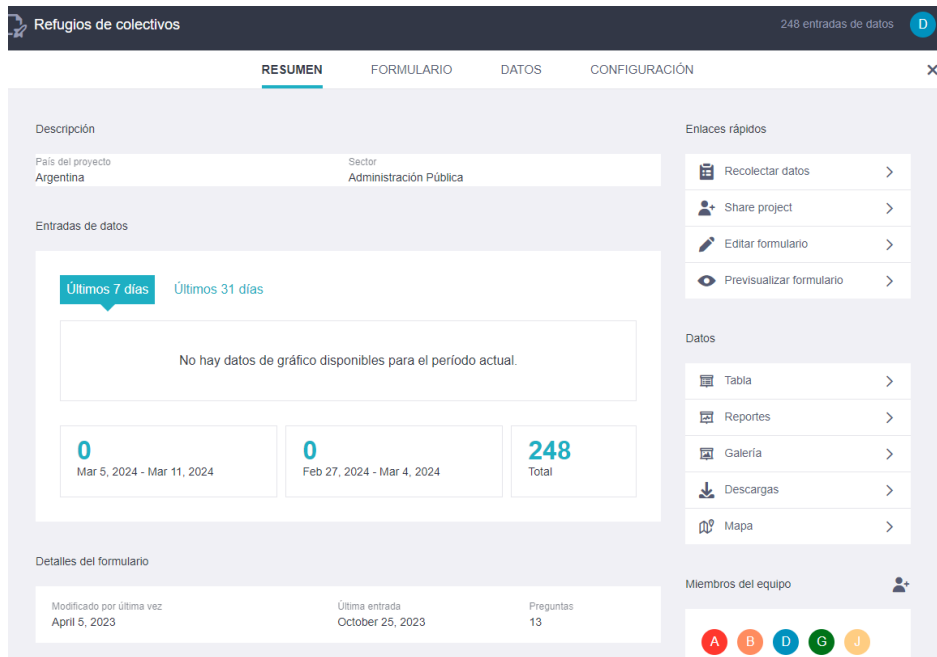 Refugios de colectivos
248 entradas de datos
D
RESUMEN FORMULARIO DATOS CONFIGURACIÓN
Descripción
País del proyecto
Argentina
Sector
Administración Pública
Entradas de datos
Últimos 7 días Últimos 31 días
No hay datos de gráfico disponibles para el período actual.
0
Mar 5, 2024 - Mar 11, 2024
0
Feb 27, 2024 - Mar 4, 2024
248
Total
Detalles del formulario
Modificado por última vez
April 5, 2023
Última entrada
October 25, 2023
Preguntas
13
Enlaces rápidos
Recolectar datos
Share project
Editar formulario
Previsualizar formulario
Datos
Tabla
Reportes
Galería
Descargas
Mapa
Miembros del equipo
A B D G J